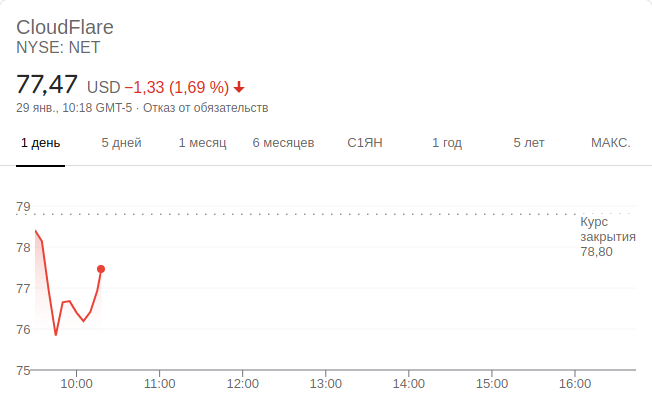 CloudFlare
NYSE: NET
77,47 USD −1,33 (1,69 %)
29 янв., 10:18 GMT-5 · Отказ от обязательств
1 день 5 дней 1 месяц 6 месяцев С1ЯН 1 год 5 лет МАКС.
79
Курс
закрытия
78,80
78
77
76
75
10:00 11:00 12:00 13:00 14:00 15:00 16:00